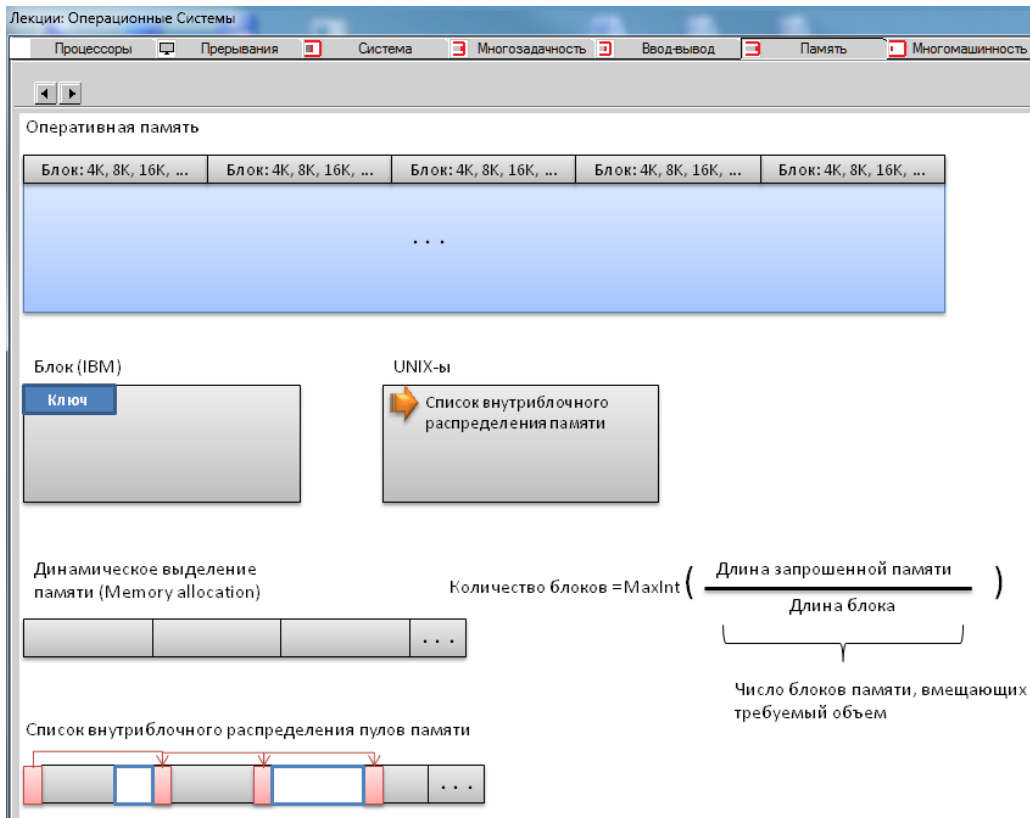 Лекции: Операционные Системы
Процессоры Прерывания Система Многозадачность Ввод-вывод Память Многомашинность
Оперативная память
Блок: 4K, 8K, 16K, ... Блок: 4K, 8K, 16K, ... Блок: 4K, 8K, 16K, ... Блок: 4K, 8K, 16K, ... Блок: 4K, 8K, 16K, ...
. . .
Блок (IBM)
UNIX-ы
Ключ
Список внутриблочного
распределения памяти
Динамическое выделение
памяти (Memory allocation)
. . .
Количество блоков =MaxInt ( Длина запрошенной памяти )
Длина блока
Число блоков памяти, вмещающих
требуемый объем
Список внутриблочного распределения пулов памяти
. . .